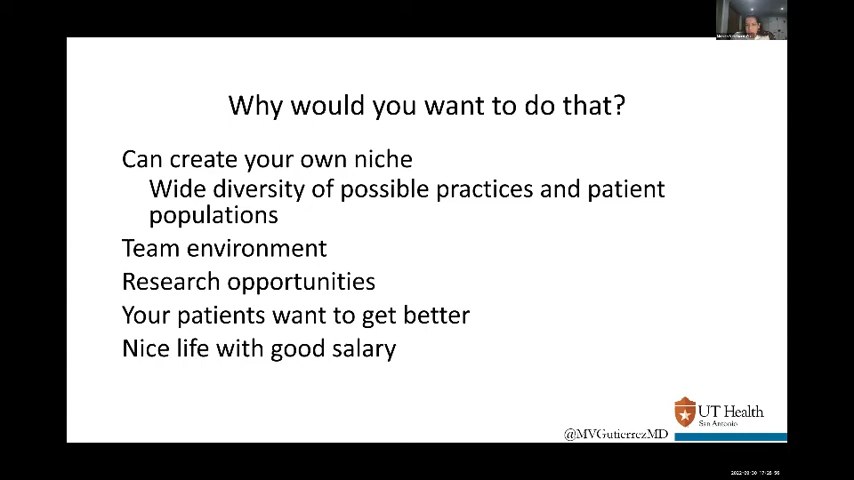 Why would you want to do that?
Can create your own niche
Wide diversity of possible practices and patient
populations
Team environment
Research opportunities
Your patients want to get better
Nice life with good salary
UT Health
San Antonio
@MVGutierrezMD